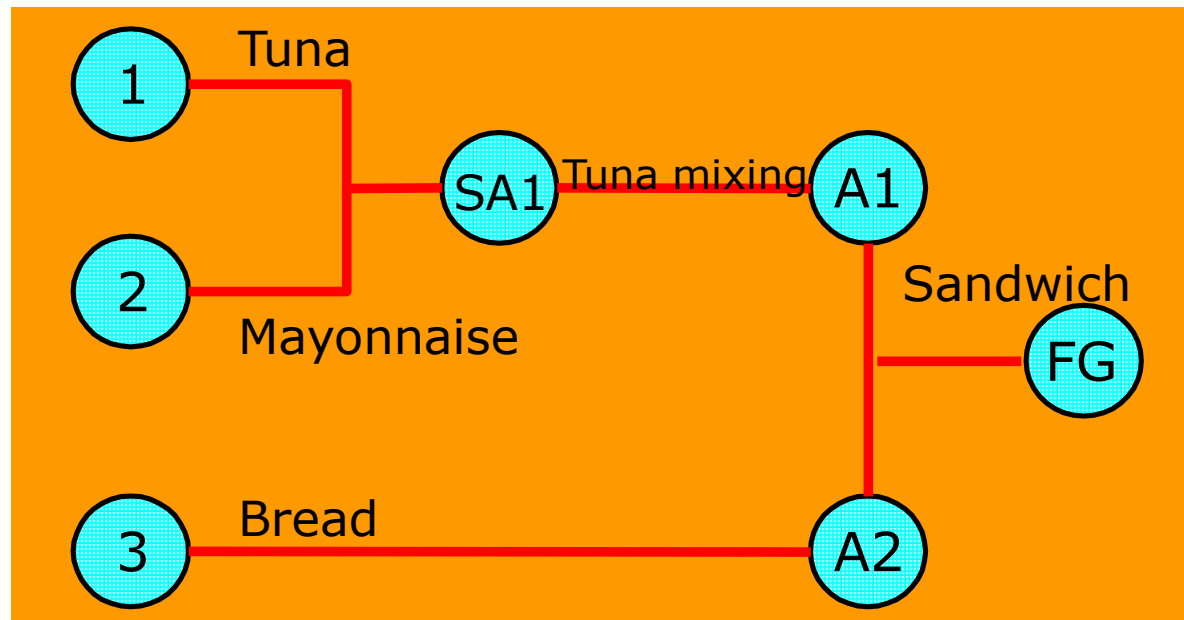 Tuna
1
SA1
Tuna mixing
A1
2
Mayonnaise
Sandwich
FG
Bread
3
A2